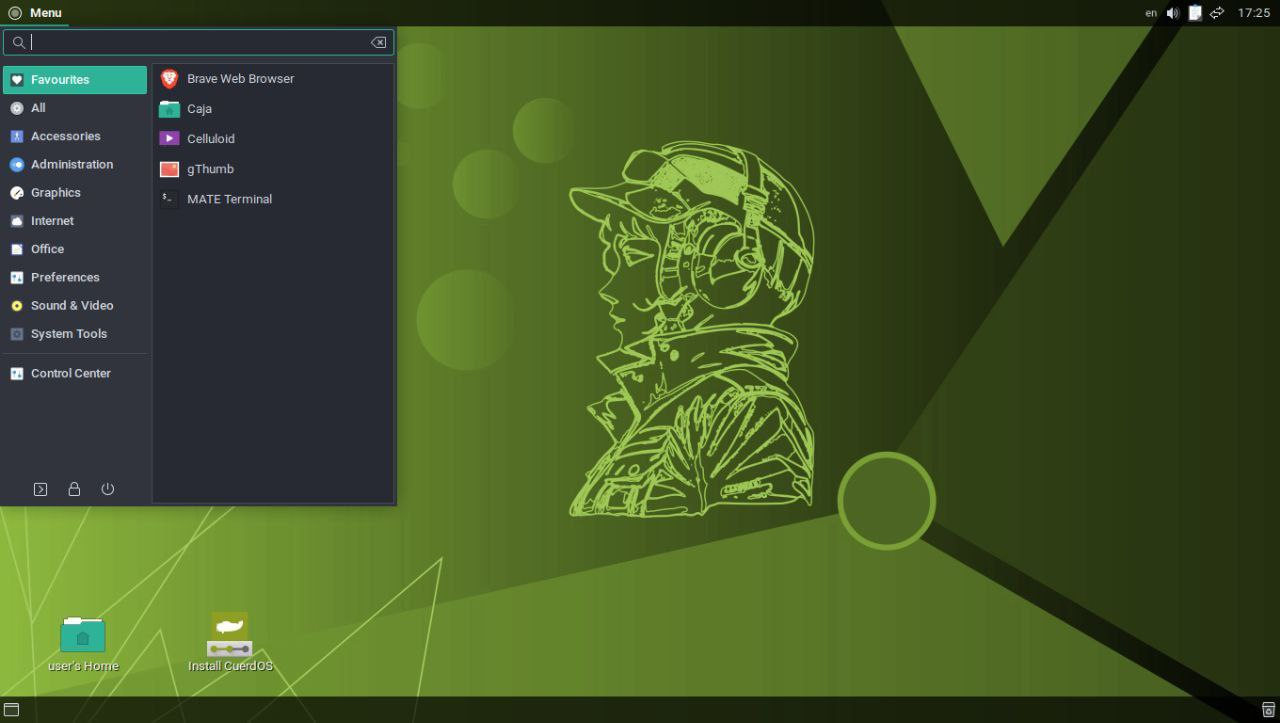 Menu
en
17:25
Favourites
All
Accessories
Administration
Graphics
Internet
Office
Preferences
Sound & Video
System Tools
Control Center
Brave Web Browser
Caja
Celluloid
gThumb
MATE Terminal
user's Home
Install CuerdOS